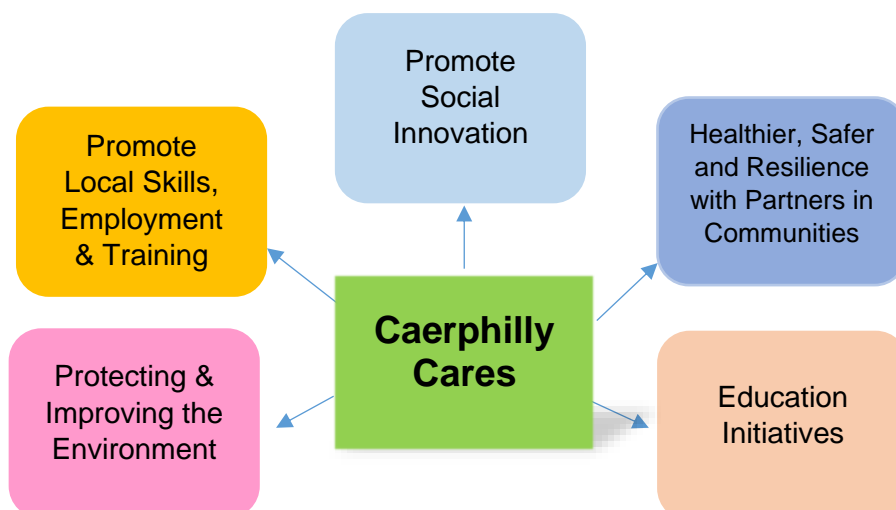 Promote
Social
Innovation
Promote
Local Skills,
Employment
& Training
Healthier, Safer
and Resilience
with Partners in
Communities
Caerphilly
Cares
Protecting &
Improving the
Environment
Education
Initiatives